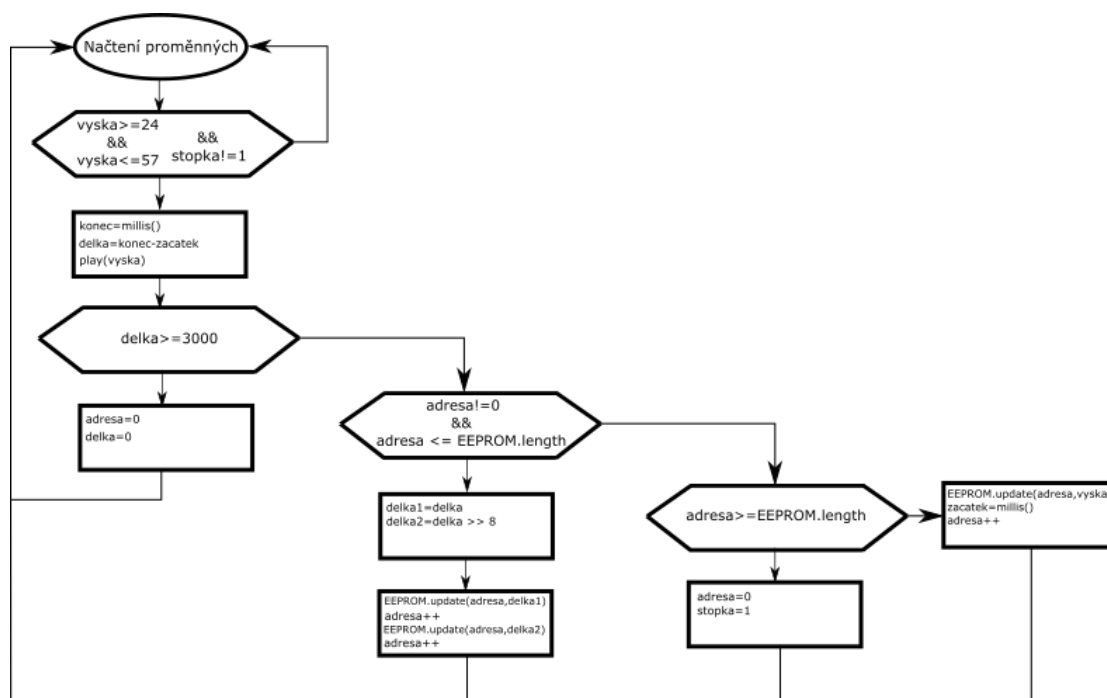 Načtení proměnných
vyska>=24
&&
vyska<=57
&&
stopka!=1
konec=millis()
delka=konec-zacatek
play(vyska)
delka>=3000
adresa=0
delka=0
adresa!=0
&&
adresa <= EEPROM.length
delka1=delka
delka2=delka >> 8
EEPROM.update(adresa,delka1)
adresa++
EEPROM.update(adresa,delka2)
adresa++
adresa>=EEPROM.length
adresa=0
stopka=1
EEPROM.update(adresa,vyska
zacatek=millis()
adresa++